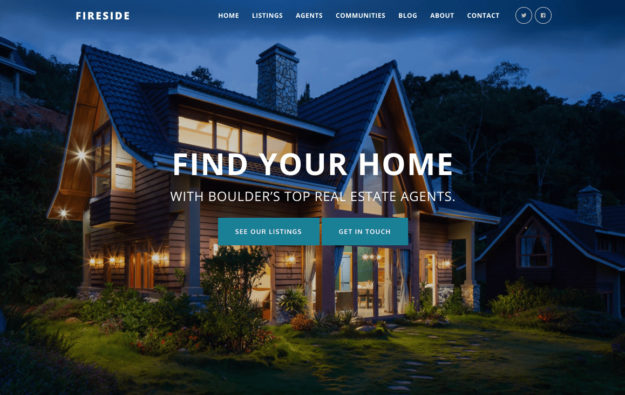 FIRESIDE
HOME LISTINGS AGENTS COMMUNITIES BLOG ABOUT CONTACT
FIND YOUR HOME
WITH BOULDER'S TOP REAL ESTATE AGENTS.
SEE OUR LISTINGS GET IN TOUCH